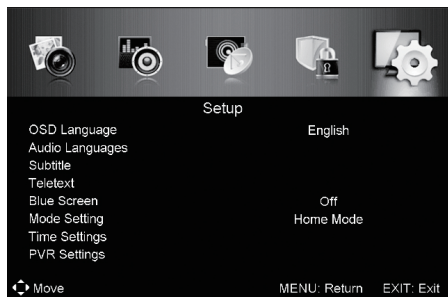 Setup
OSD Language English
Audio Languages
Subtitle
Teletext
Blue Screen Off
Mode Setting Home Mode
Time Settings
PVR Settings
Move MENU: Return EXIT: Exit